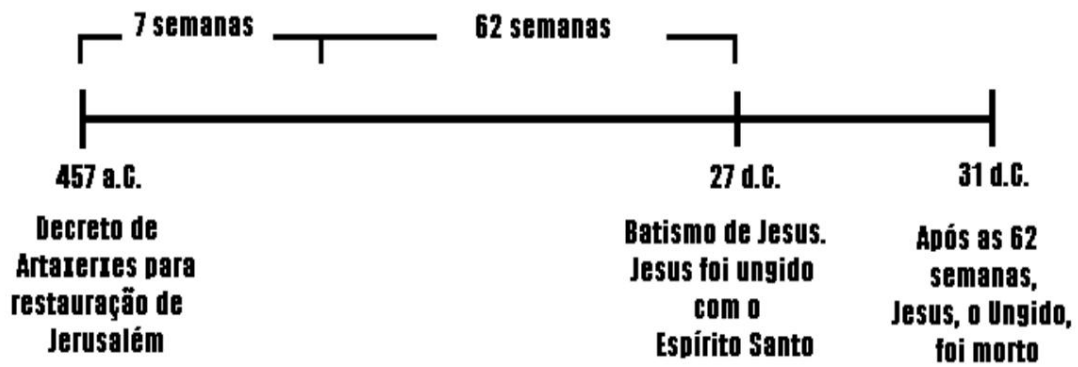 7 semanas
62 semanas
457 a.C.
Decreto de
Artaxerxes para
restauração de
Jerusalém
27 d.C.
Batismo de Jesus.
Jesus foi ungido
com o
Espírito Santo
31 d.C.
Após as 62
semanas,
Jesus, o Ungido,
foi morto